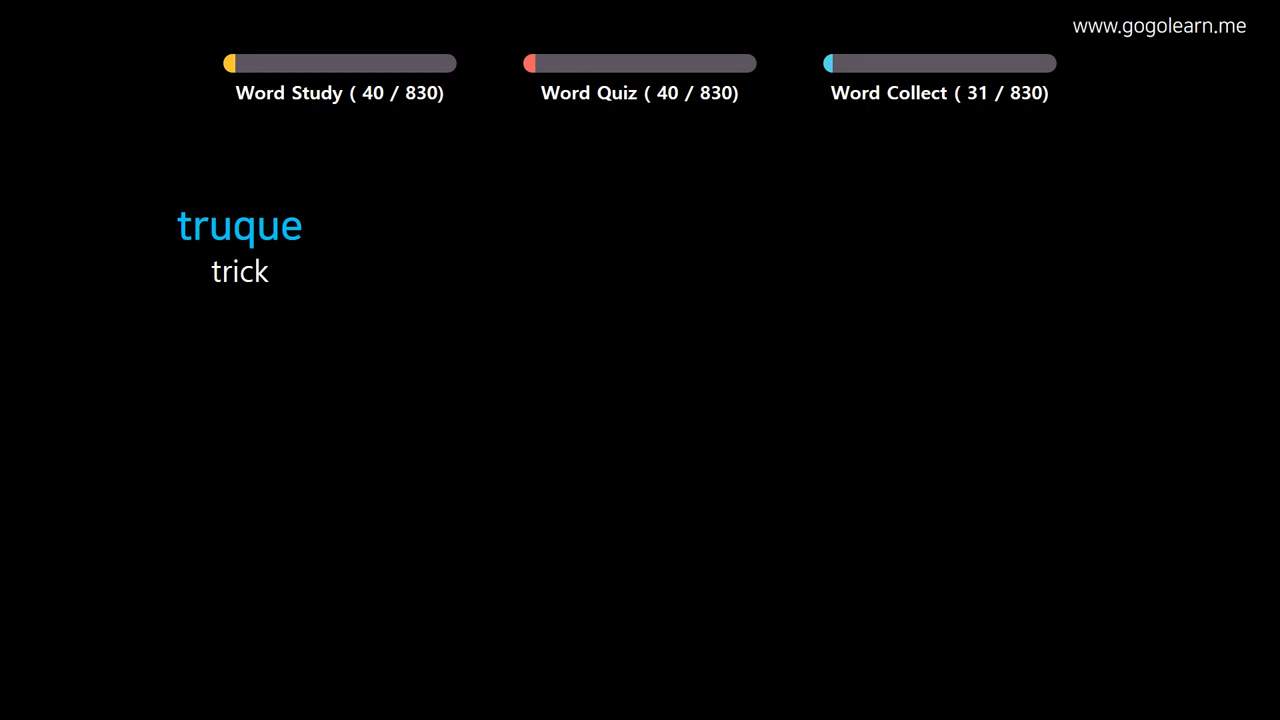 www.gogolearn.me
Word Study ( 40 / 830)
Word Quiz ( 40 / 830)
Word Collect ( 31 / 830)
truque
trick